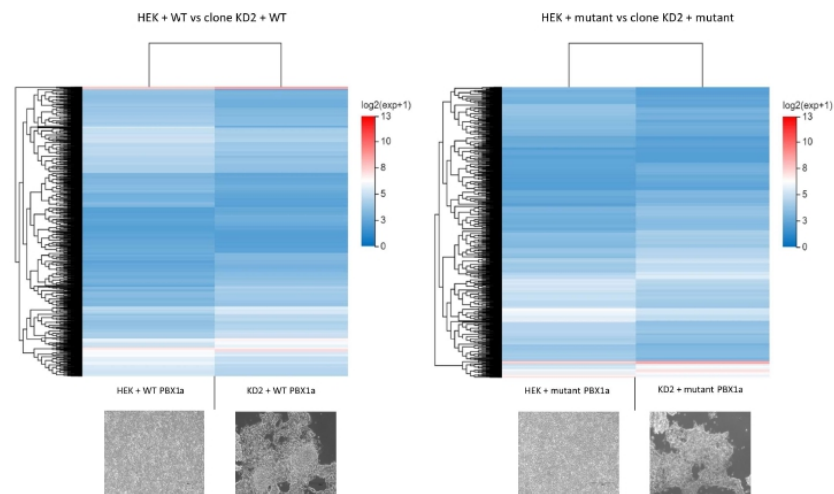 HEK + WT vs clone KD2 + WT
HEK + mutant vs clone KD2 + mutant
log2(exp+1)
13
10
8
5
3
0
log2(exp+1)
13
10
8
5
3
0
HEK + WT PBX1a
KD2 + WT PBX1a
HEK + mutant PBX1a
KD2 + mutant PBX1a